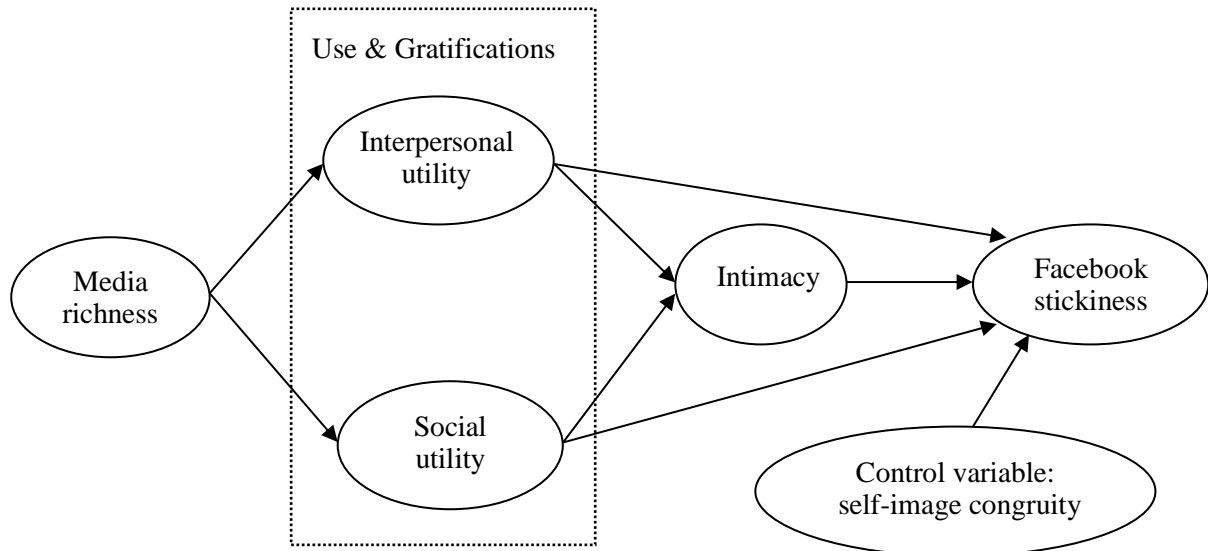 Use & Gratifications
Interpersonal
utility
Media
richness
Intimacy
Facebook
stickiness
Social
utility
Control variable:
self-image congruity